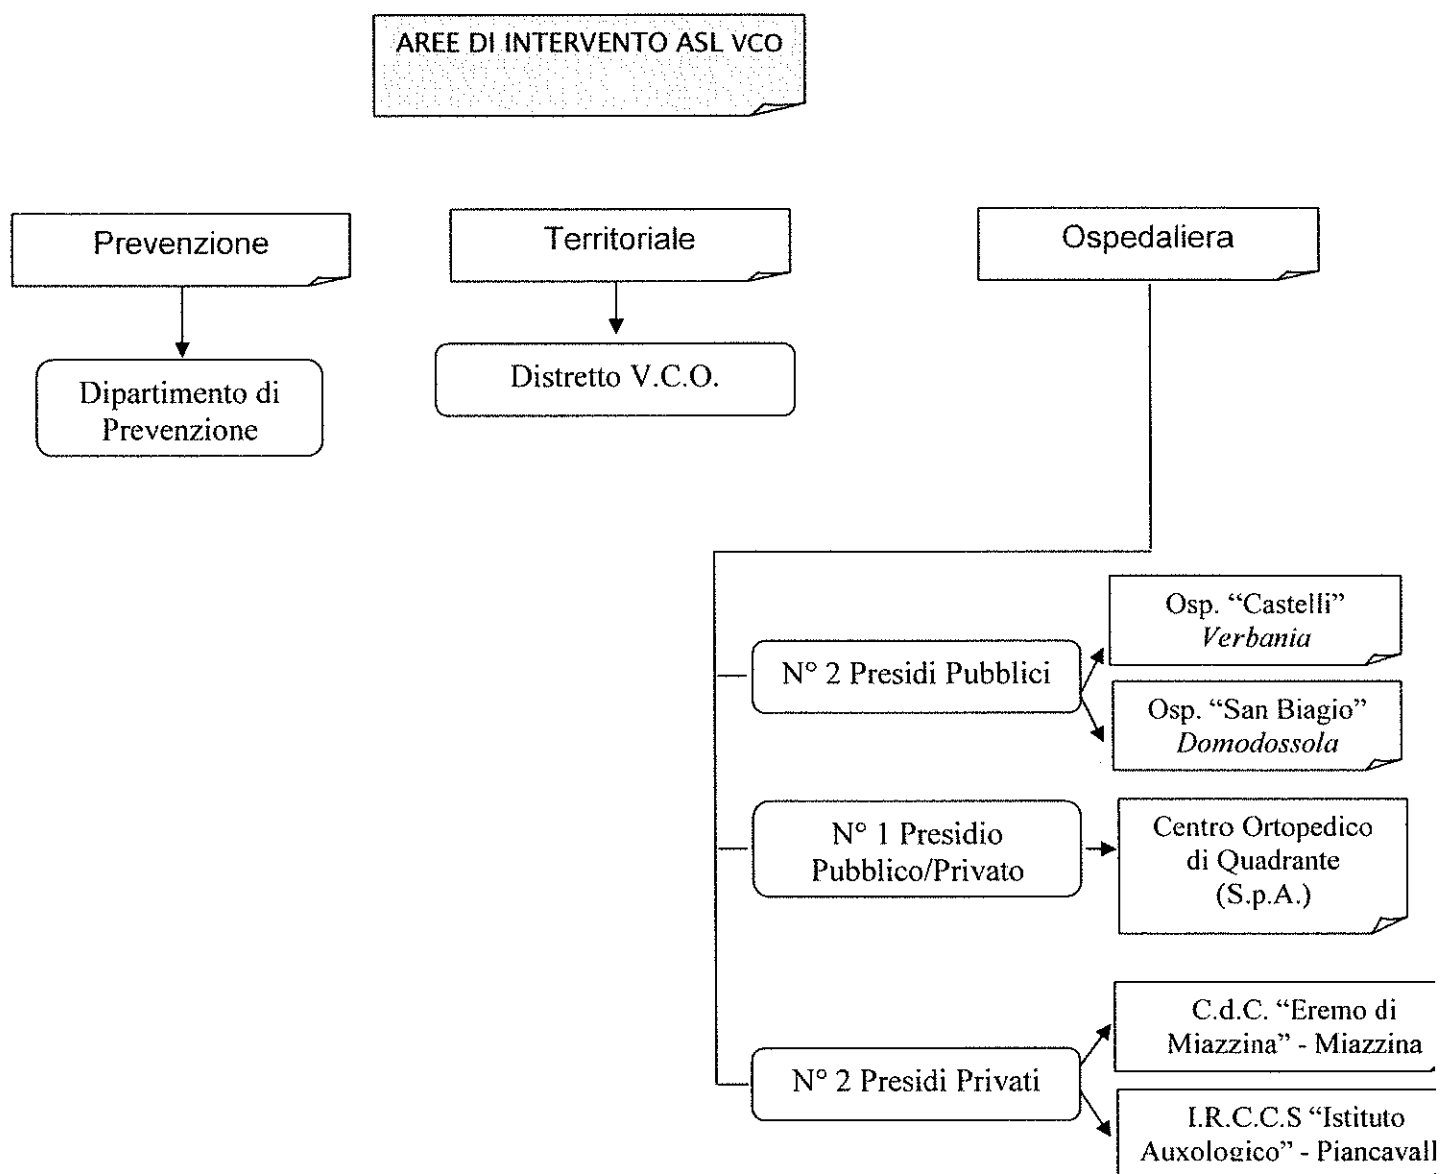 AREE DI INTERVENTO ASL VCO
Prevenzione
Territoriale
Ospedaliera
Dipartimento di
Prevenzione
Distretto V.C.O.
N° 2 Presidi Pubblici
Osp. “Castelli”
Verbania
Osp. “San Biagio”
Domodossola
N° 1 Presidio
Pubblico/Privato
Centro Ortopedico
di Quadrante
(S.p.A.)
N° 2 Presidi Privati
C.d.C. “Eremo di
Miazzina” - Miazzina
I.R.C.C.S “Istituto
Auxologico” - Piancavall